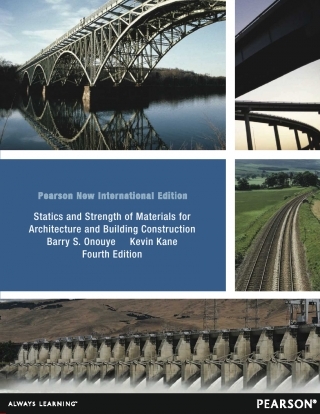 Pearson New International Edition
Statics and Strength of Materials for
Architecture and Building Construction
Barry S. Onouye    Kevin Kane
Fourth Edition
ALWAYS LEARNING™
PEARSON®